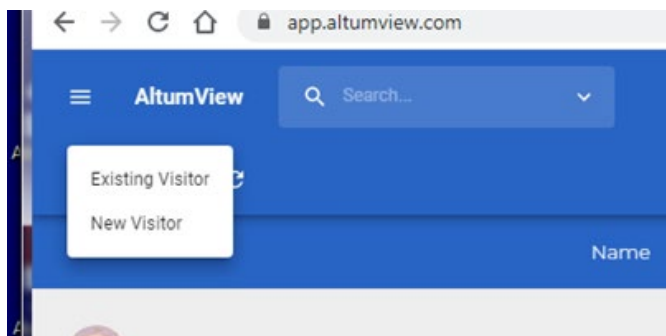 app.altumview.com
AltumView Search...
Existing Visitor
New Visitor
Name